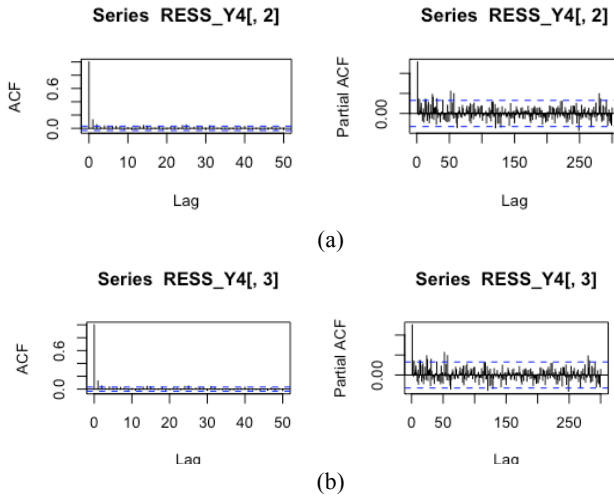 Series RESS_Y4[, 2]
ACF
0.0 0.6
0 10 20 30 40 50
Lag
Series RESS_Y4[, 2]
Partial ACF
0.00
0 50 150 250
Lag
(a)
Series RESS_Y4[, 3]
ACF
0.0 0.6
0 10 20 30 40 50
Lag
Series RESS_Y4[, 3]
Partial ACF
0.00
0 50 150 250
Lag
(b)